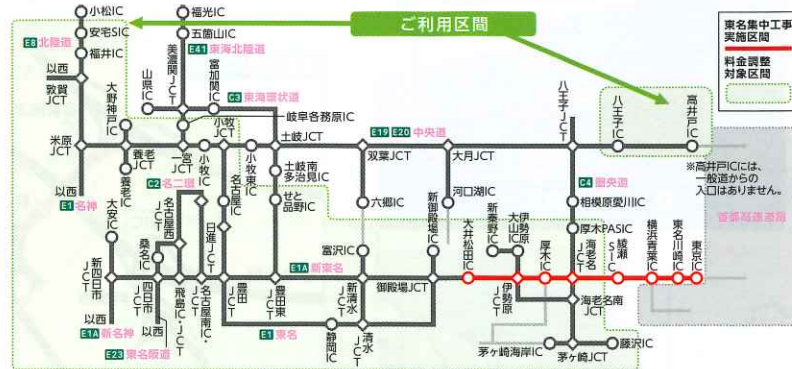 ご利用区間
東名集中工事
実施区間
料金調整
対象区間
小松IC
安宅SIC
E8 北陸道
福井IC
以西
敦賀JCT
福光IC
五箇山IC
E41 東海北陸道
美濃関JCT
富加関IC
山県IC
C3 東海環状道
岐阜各務原IC
大野神戸IC
米原JCT
養老JCT
養老IC
一宮JCT
小牧IC
小牧JCT
小牧東IC
土岐JCT
E19 E20 中央道
双葉JCT
大月JCT
八王子JCT
八王子IC
高井戸IC
※高井戸ICには、
一般道からの
入口はありません。
首都高速道路
以西
E1 名神
C2 名二環
名古屋IC
土岐南
多治見IC
せと
品野IC
六郷IC
河口湖IC
C4 圏央道
相模原愛川IC
厚木PASIC
大安IC
桑名IC
名古屋西JCT
日進JCT
富沢IC
新御殿場IC
大井松田IC
新秦野IC
伊勢原大山IC
厚木IC
海老名JCT
綾瀬SIC
横浜青葉IC
東名川崎IC
東京IC
E1A 新東名
新四日市JCT
四日市JCT
飛島IC・JCT
名古屋南IC・JCT
豊田JCT
豊田東JCT
新清水JCT
御殿場JCT
伊勢原JCT
海老名南JCT
以西
E1A 新名神
以西
E23 東名阪道
E1 東名
静岡IC
清水JCT
茅ヶ崎海岸IC
茅ヶ崎JCT
藤沢IC